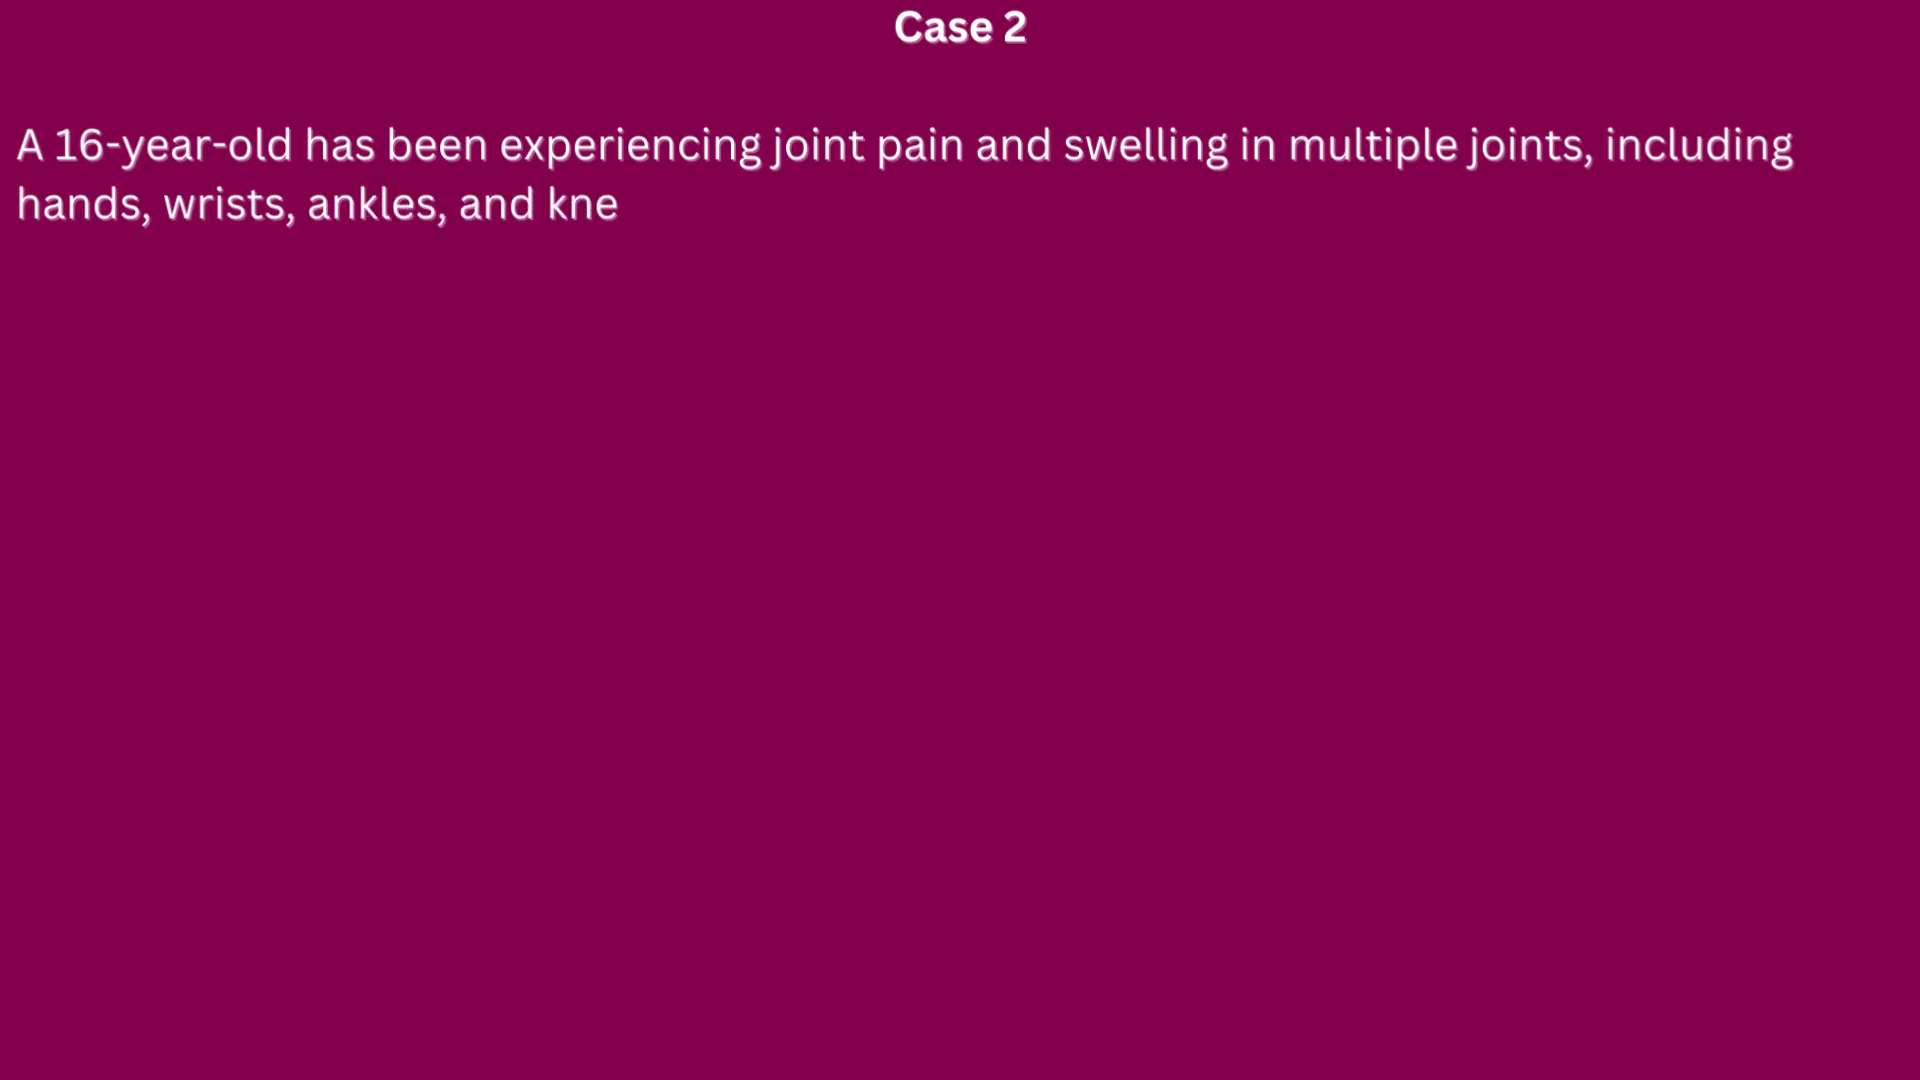 Case 2
A 16-year-old has been experiencing joint pain and swelling in multiple joints, including
hands, wrists, ankles, and kne